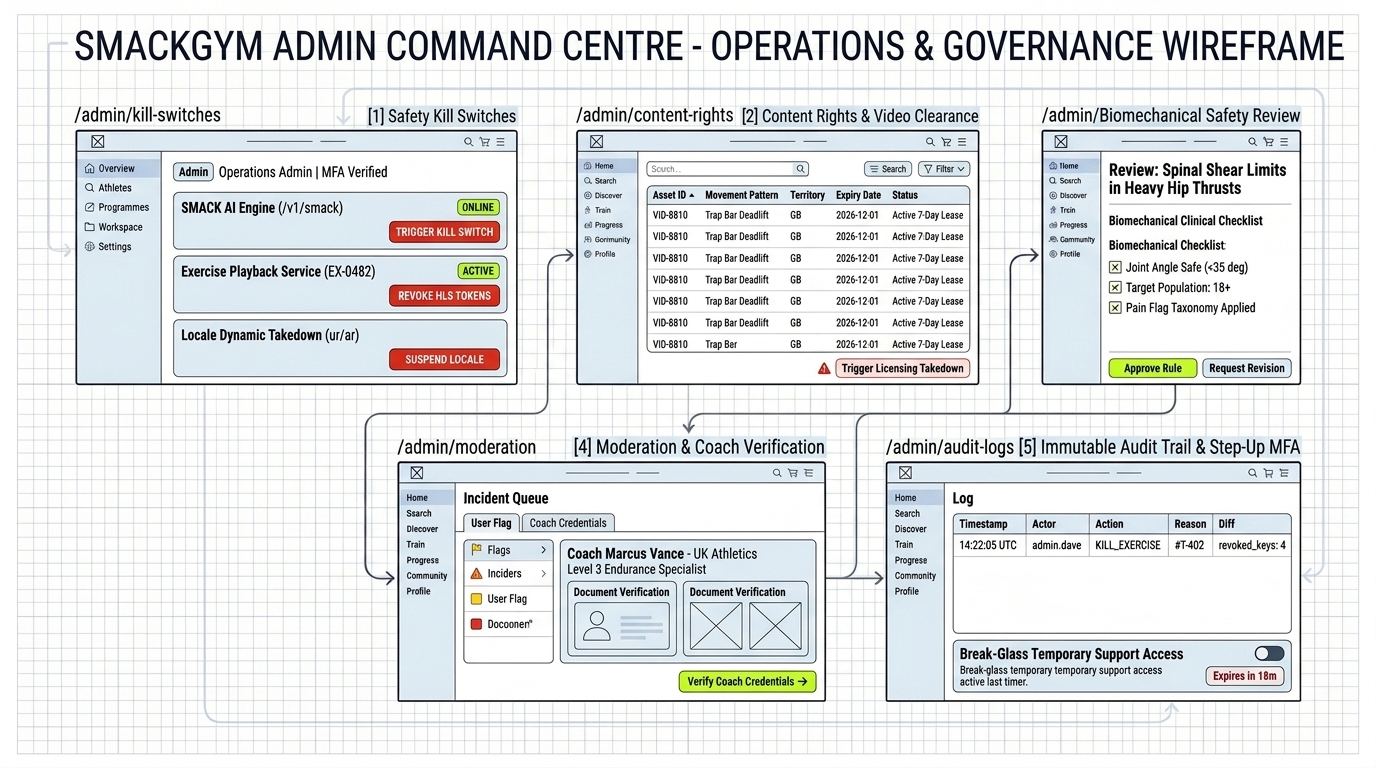 SMACKGYM ADMIN COMMAND CENTRE - OPERATIONS & GOVERNANCE WIREFRAME
/admin/kill-switches
[1] Safety Kill Switches
Overview
Athletes
Programmes
Workspace
Settings
Admin Operations Admin | MFA Verified
SMACK AI Engine (/v1/smack)
ONLINE
TRIGGER KILL SWITCH
Exercise Playback Service (EX-0482)
ACTIVE
REVOKE HLS TOKENS
Locale Dynamic Takedown (ur/ar)
SUSPEND LOCALE
/admin/content-rights [2] Content Rights & Video Clearance
Home
Search
Discover
Train
Pragress
Gommunity
Profile
Scurch...
Search
Filter
Asset ID Movement Pattern Territory Expiry Date Status
VID-8810 Trap Bar Deadlift GB 2026-12-01 Active 7-Day Lease
VID-8810 Trap Bar Deadlift GB 2026-12-01 Active 7-Day Lease
VID-8810 Trap Bar Deadlift GB 2026-12-01 Active 7-Day Lease
VID-8810 Trap Bar Deadlift GB 2026-12-01 Active 7-Day Lease
VID-8810 Trap Bar Deadlift GB 2026-12-01 Active 7-Day Lease
VID-8810 Trap Bar Deadlift GB 2026-12-01 Active 7-Day Lease
VID-8810 Trap Ber GB 2026-12-01 Active 7-Day Lease
Trigger Licensing Takedown
/admin/Biomechanical Safety Review
Search
Discover
Train
Pregress
Cammunity
Profile
Review: Spinal Shear Limits
in Heavy Hip Thrusts
Biomechanical Clinical Checklist
Biomechanical Checklist:
Joint Angle Safe (<35 deg)
Target Population: 18+
Pain Flag Taxonomy Applied
Approve Rule
Request Revision
/admin/moderation
[4] Moderation & Coach Verification
Home
Ssarch
Dlecover
Train
Progress
Community
Profile
Incident Queue
User Flag
Coach Credentials
Flags
Inciders
User Flag
Coach Marcus Vance - UK Athletics
Level 3 Endurance Specialist
Document Verification
Document Verification
Verify Coach Credentials →
/admin/audit-logs [5] Immutable Audit Trail & Step-Up MFA
Home
Search
Discover
Train
Progrese
Community
Profile
Log
Timestamp Actor Action Reason Diff
14:22:05 UTC admin.dave KILL_EXERCISE #T-402 revoked_keys: 4
Break-Glass Temporary Support Access
Break-glass temporary temporary support access
active last timer.
Expires in 18m